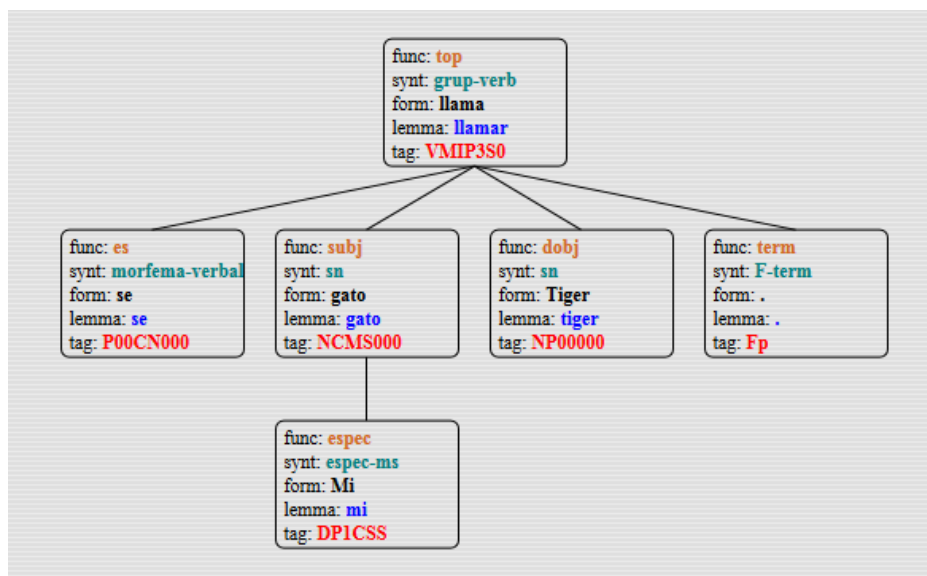 func: top
synt: grup-verb
form: llama
lemma: llamar
tag: VMIP3S0
func: es
synt: morfema-verbal
form: se
lemma: se
tag: P00CN000
func: subj
synt: sn
form: gato
lemma: gato
tag: NCMS000
func: dobj
synt: sn
form: Tiger
lemma: tiger
tag: NP00000
func: term
synt: F-term
form: .
lemma: .
tag: Fp
func: espec
synt: espec-ms
form: Mi
lemma: mi
tag: DP1CSS